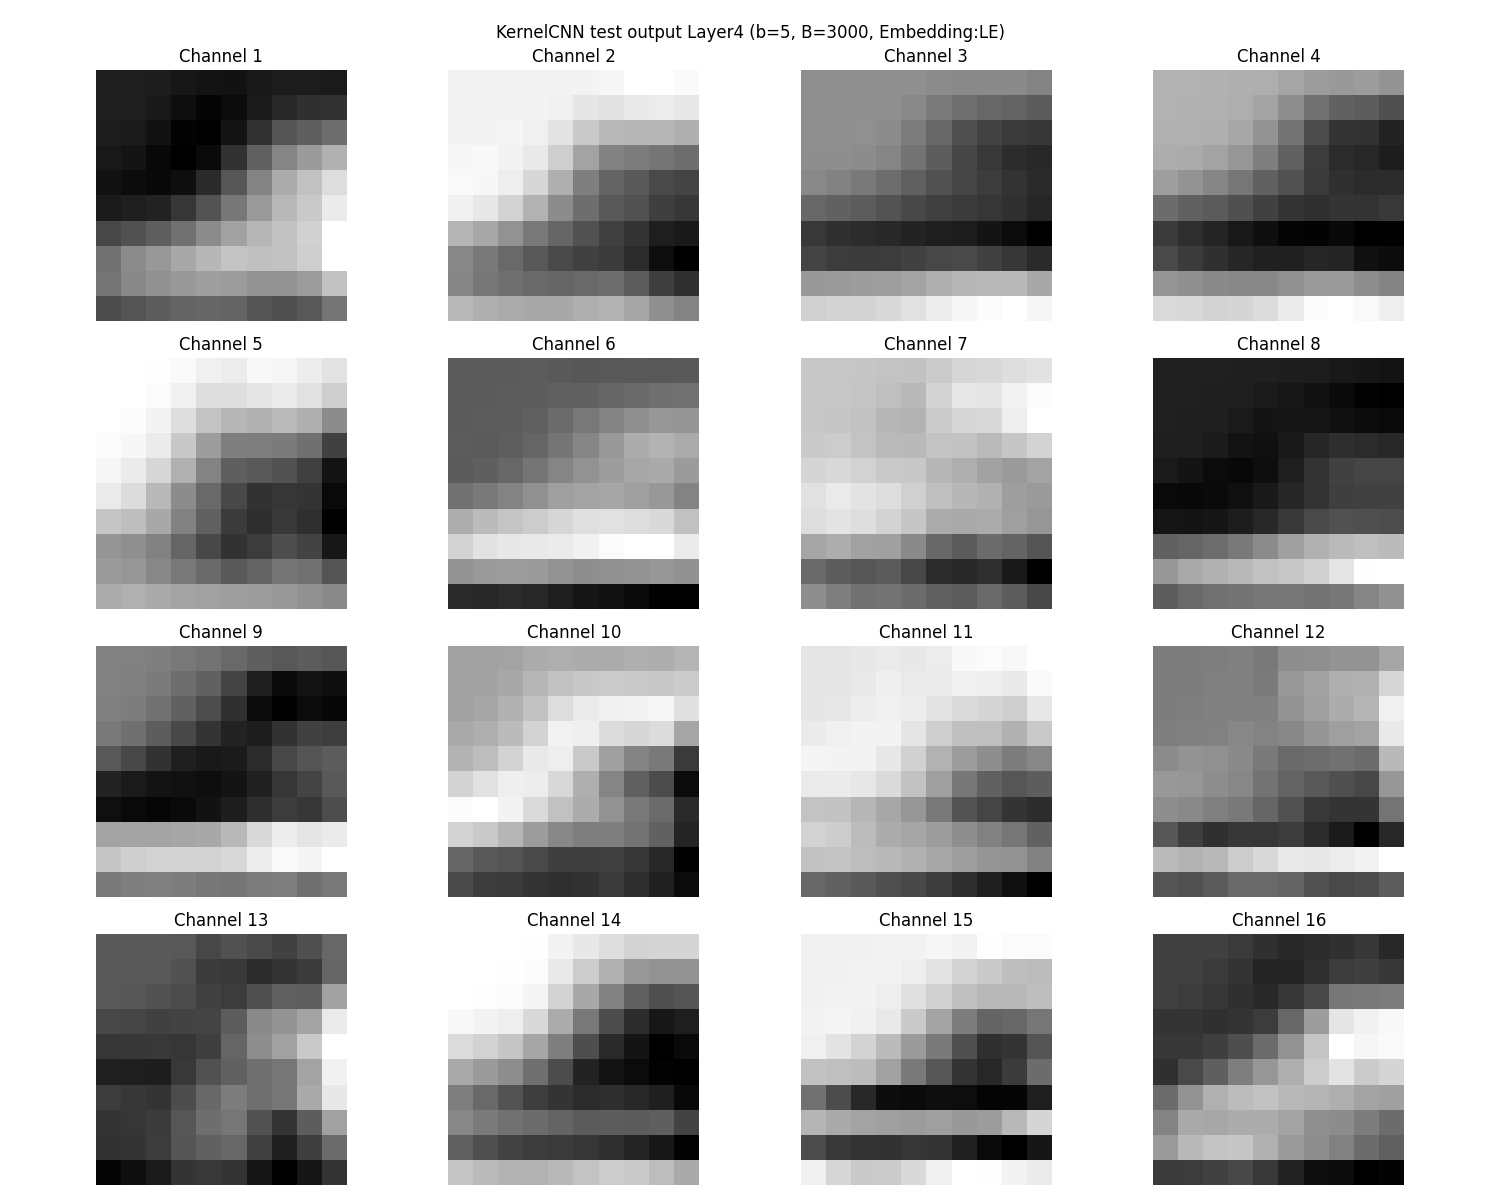 KernelCNN test output Layer4 (b=5, B=3000, Embedding:LE)
Channel 1
Channel 2
Channel 3
Channel 4
Channel 5
Channel 6
Channel 7
Channel 8
Channel 9
Channel 10
Channel 11
Channel 12
Channel 13
Channel 14
Channel 15
Channel 16